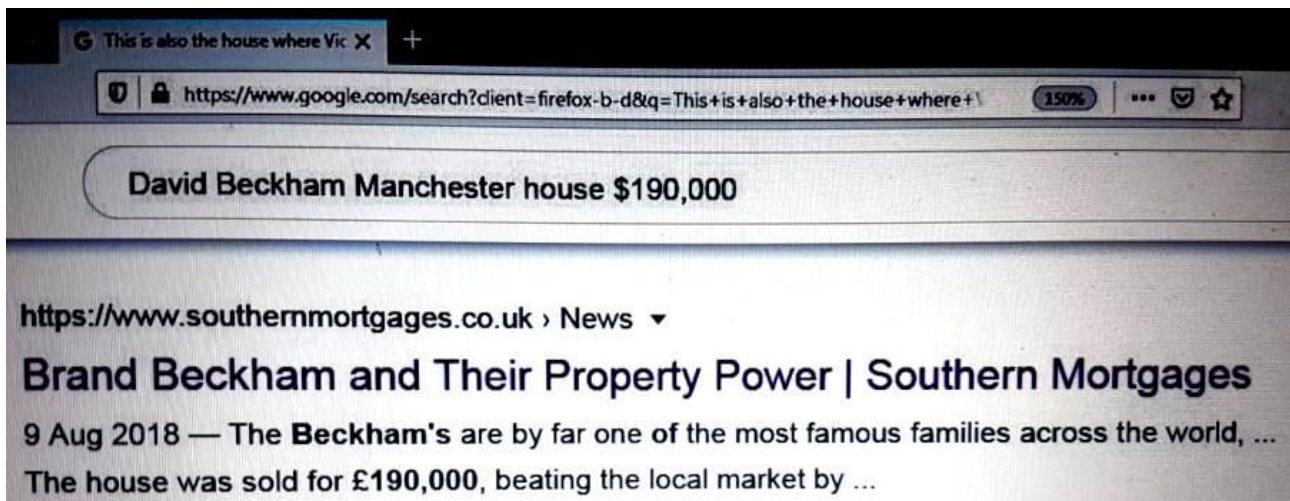 G This is also the house where Vic X +
https://www.google.com/search?client=firefox-b-d&q=This+is+also+the+house+where+\ 150% ...
David Beckham Manchester house $190,000
https://www.southernmortgages.co.uk › News ▾
Brand Beckham and Their Property Power | Southern Mortgages
9 Aug 2018 — The Beckham's are by far one of the most famous families across the world, ...
The house was sold for £190,000, beating the local market by ...